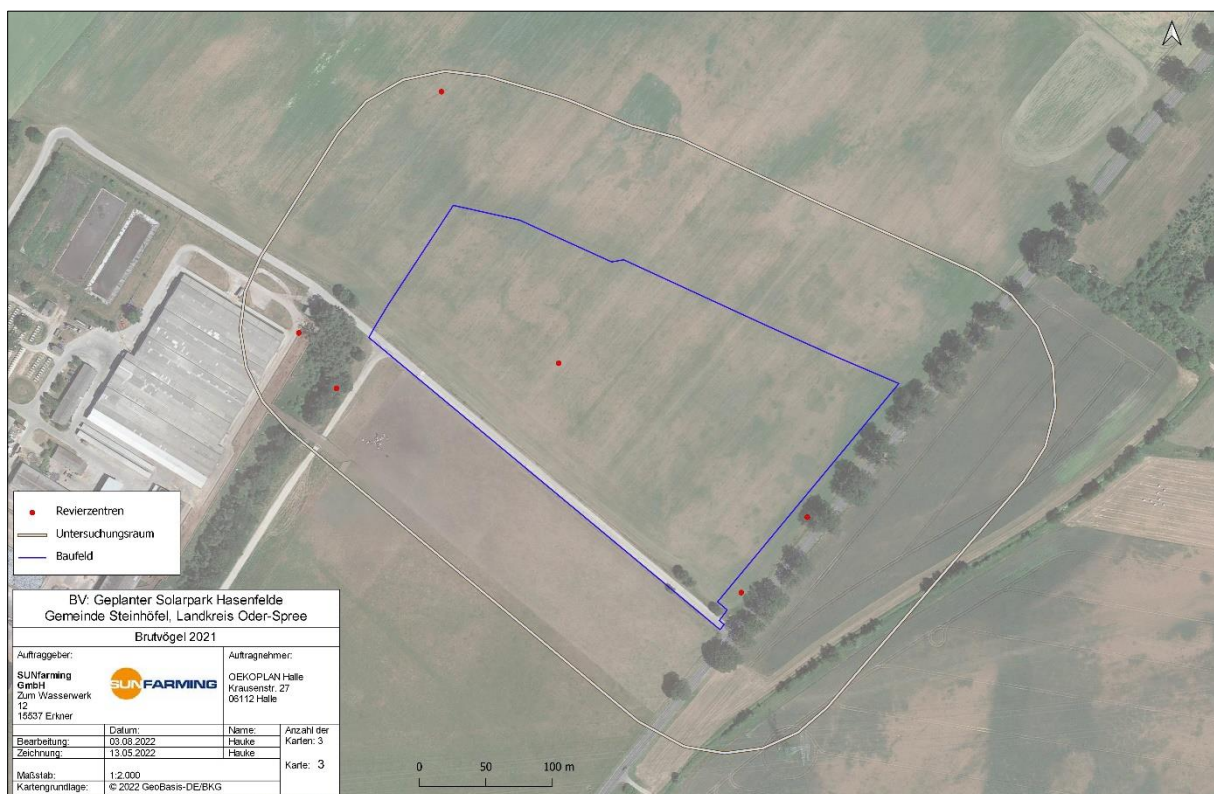 Revierzentren
Untersuchungsraum
Baufeld
BV: Geplanter Solarpark Hasenfelde
Gemeinde Steinhöfel, Landkreis Oder-Spree
Brutvögel 2021
Auftraggeber:
SUNfarming
GmbH
Zum Wasserwerk
12
15537 Erkner
SUNFARMING
Auftragnehmer:
OEKOPLAN Halle
Krausenstr. 27
06112 Halle
Datum: Name: Anzahl der
Bearbeitung: 03.08.2022 Hauke Karten: 3
Zeichnung: 13.05.2022 Hauke
Karte: 3
Maßstab: 1:2.000
Kartengrundlage: © 2022 GeoBasis-DE/BKG
0 50 100 m